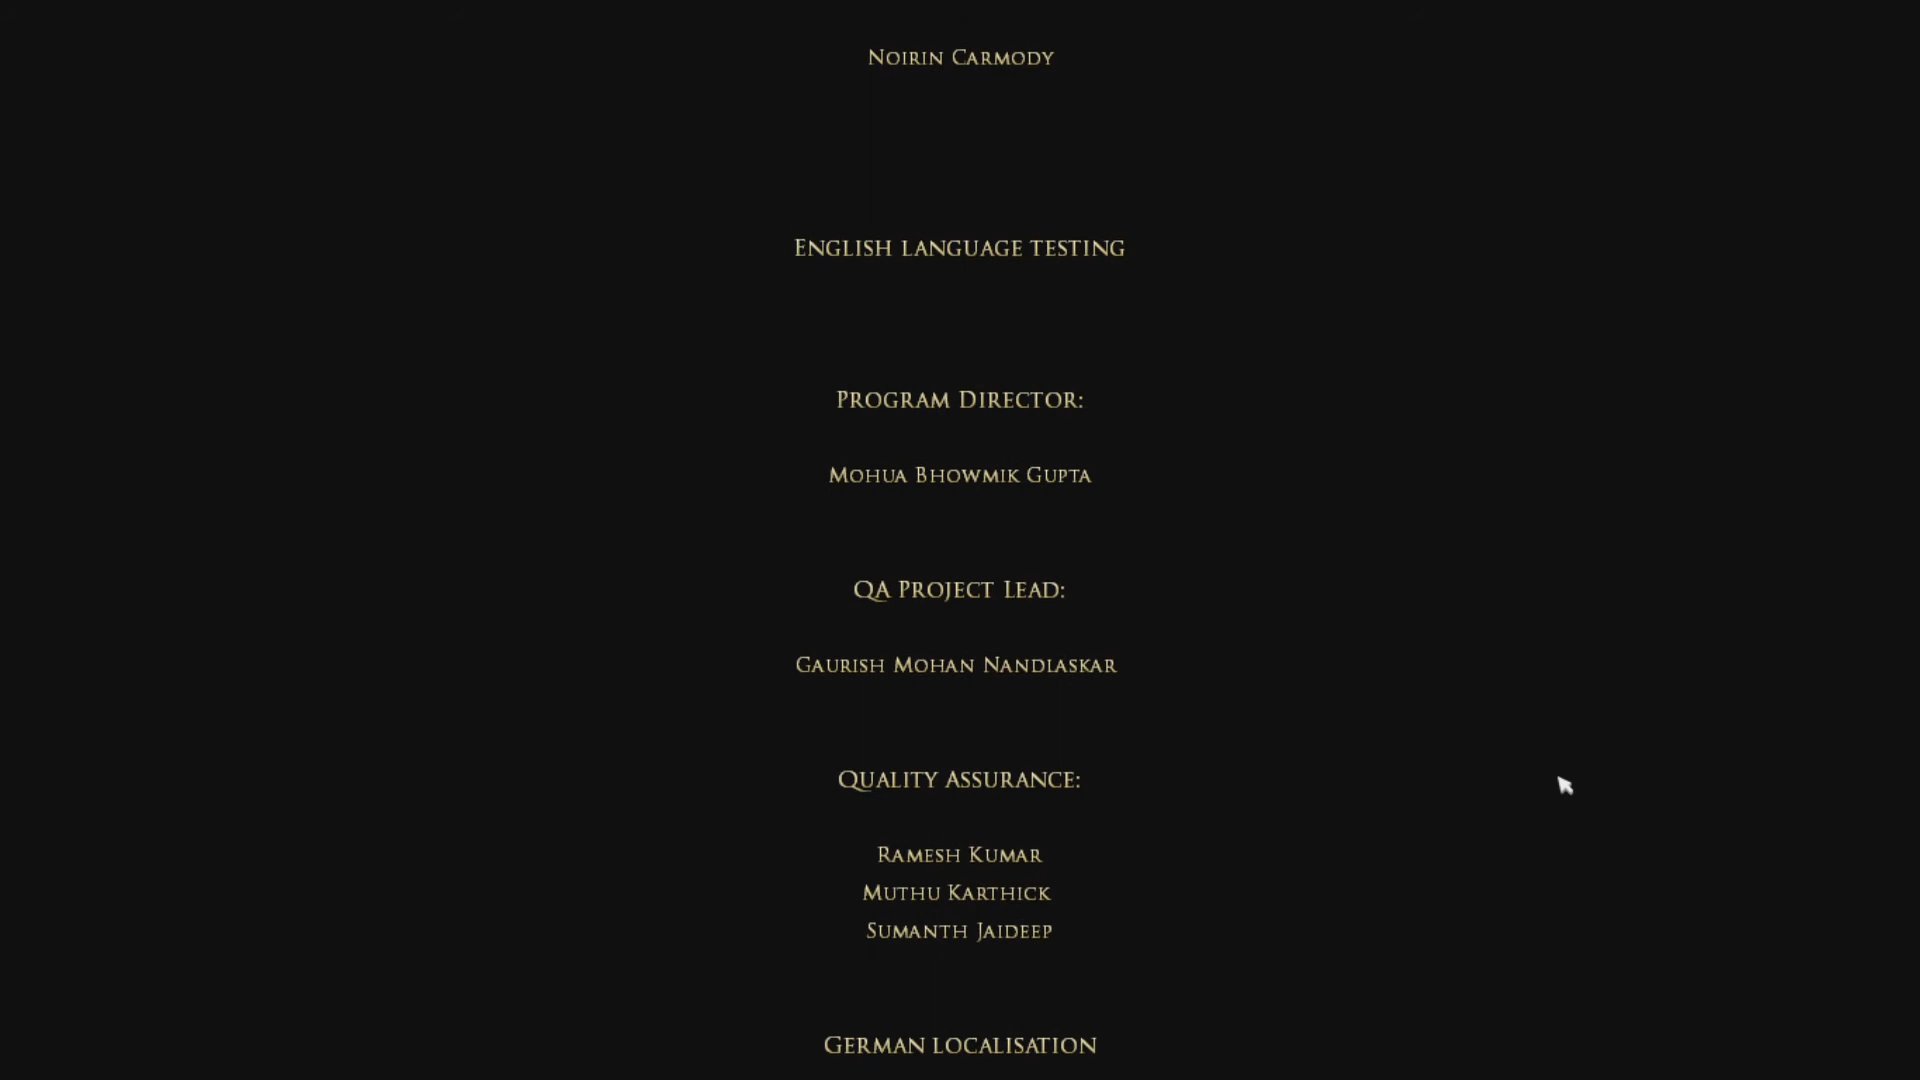 Noirin Carmody
English language testing
Program Director:
Mohua Bhowmik Gupta
QA Project Lead:
Gaurish Mohan Nandlaskar
Quality Assurance:
Ramesh Kumar
Muthu Karthick
Sumanth Jaideep
German localisation